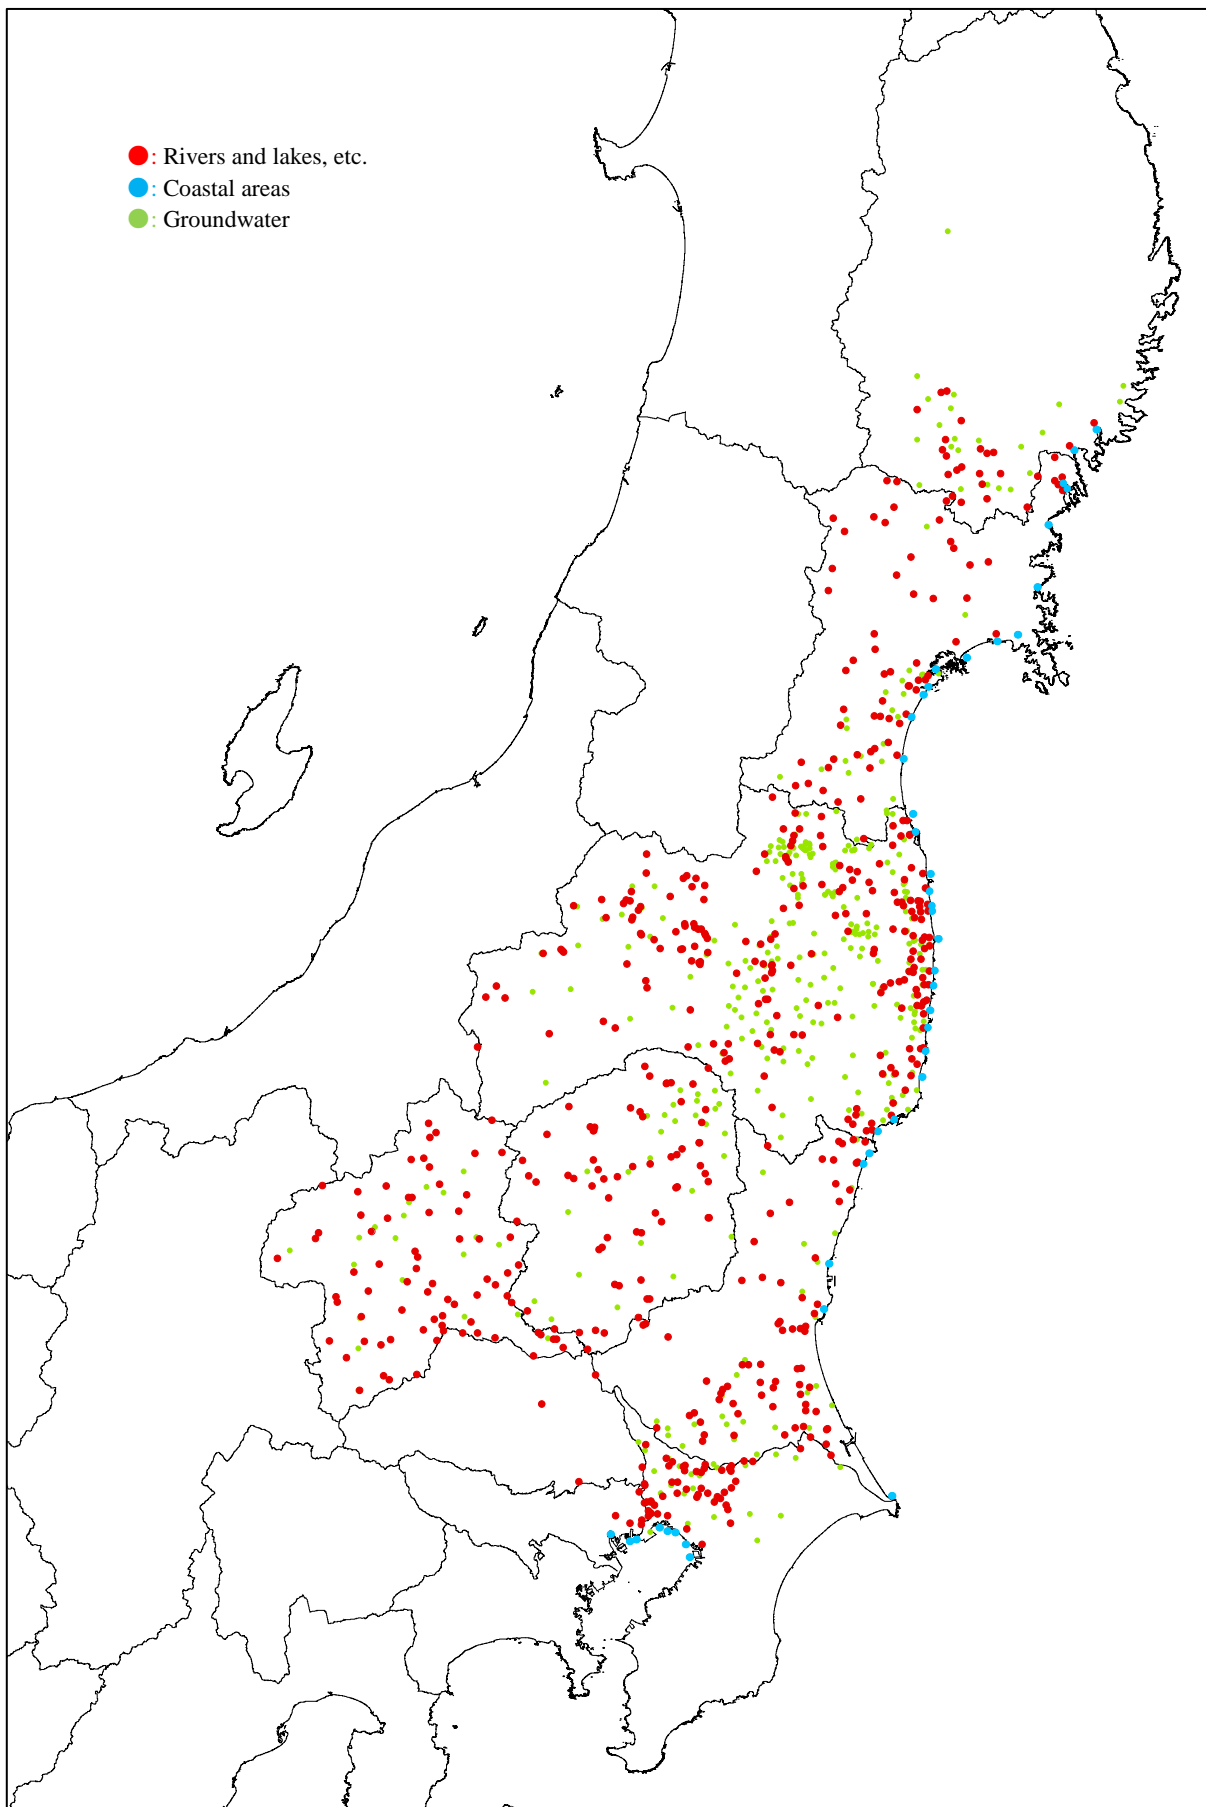 : Rivers and lakes, etc.
: Coastal areas
: Groundwater